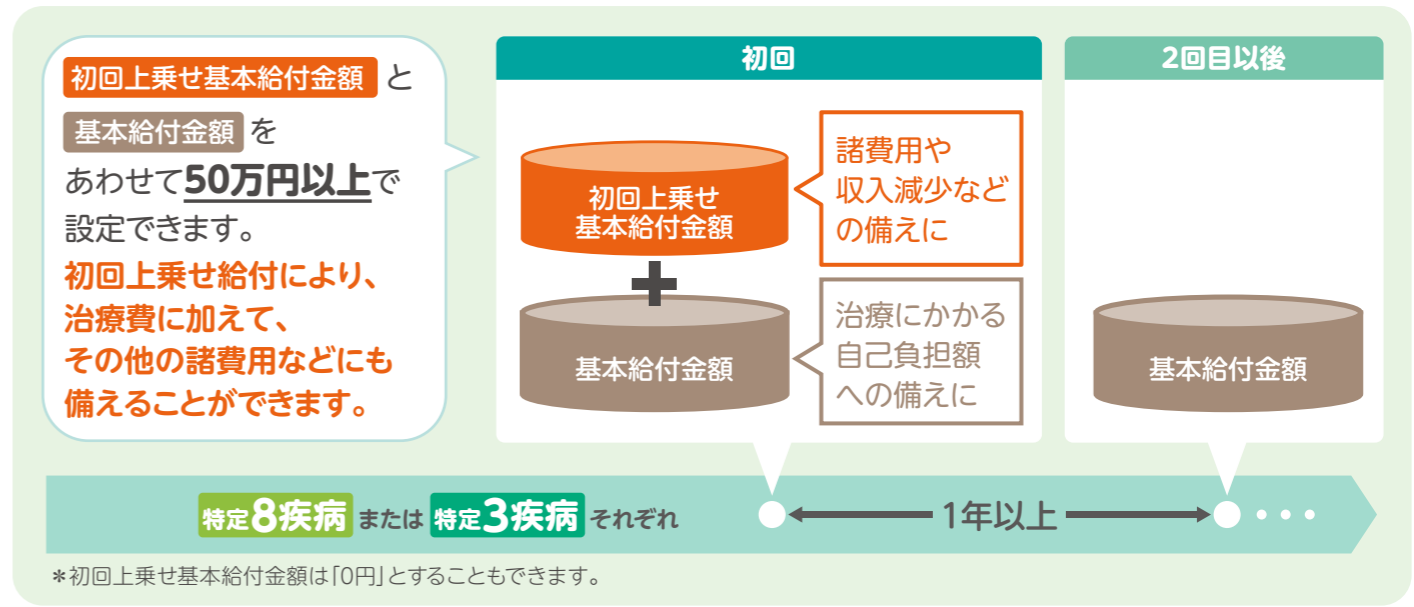 初回上乗せ基本給付金額 と
基本給付金額 を
あわせて50万円以上で
設定できます。
初回上乗せ給付により、
治療費に加えて、
その他の諸費用などにも
備えることができます。
初回
初回上乗せ
基本給付金額
諸費用や
収入減少など
の備えに
+
基本給付金額
治療にかかる
自己負担額
への備えに
2回目以後
基本給付金額
特定8疾病 または 特定3疾病 それぞれ
1年以上
＊初回上乗せ基本給付金額は「0円」とすることもできます。